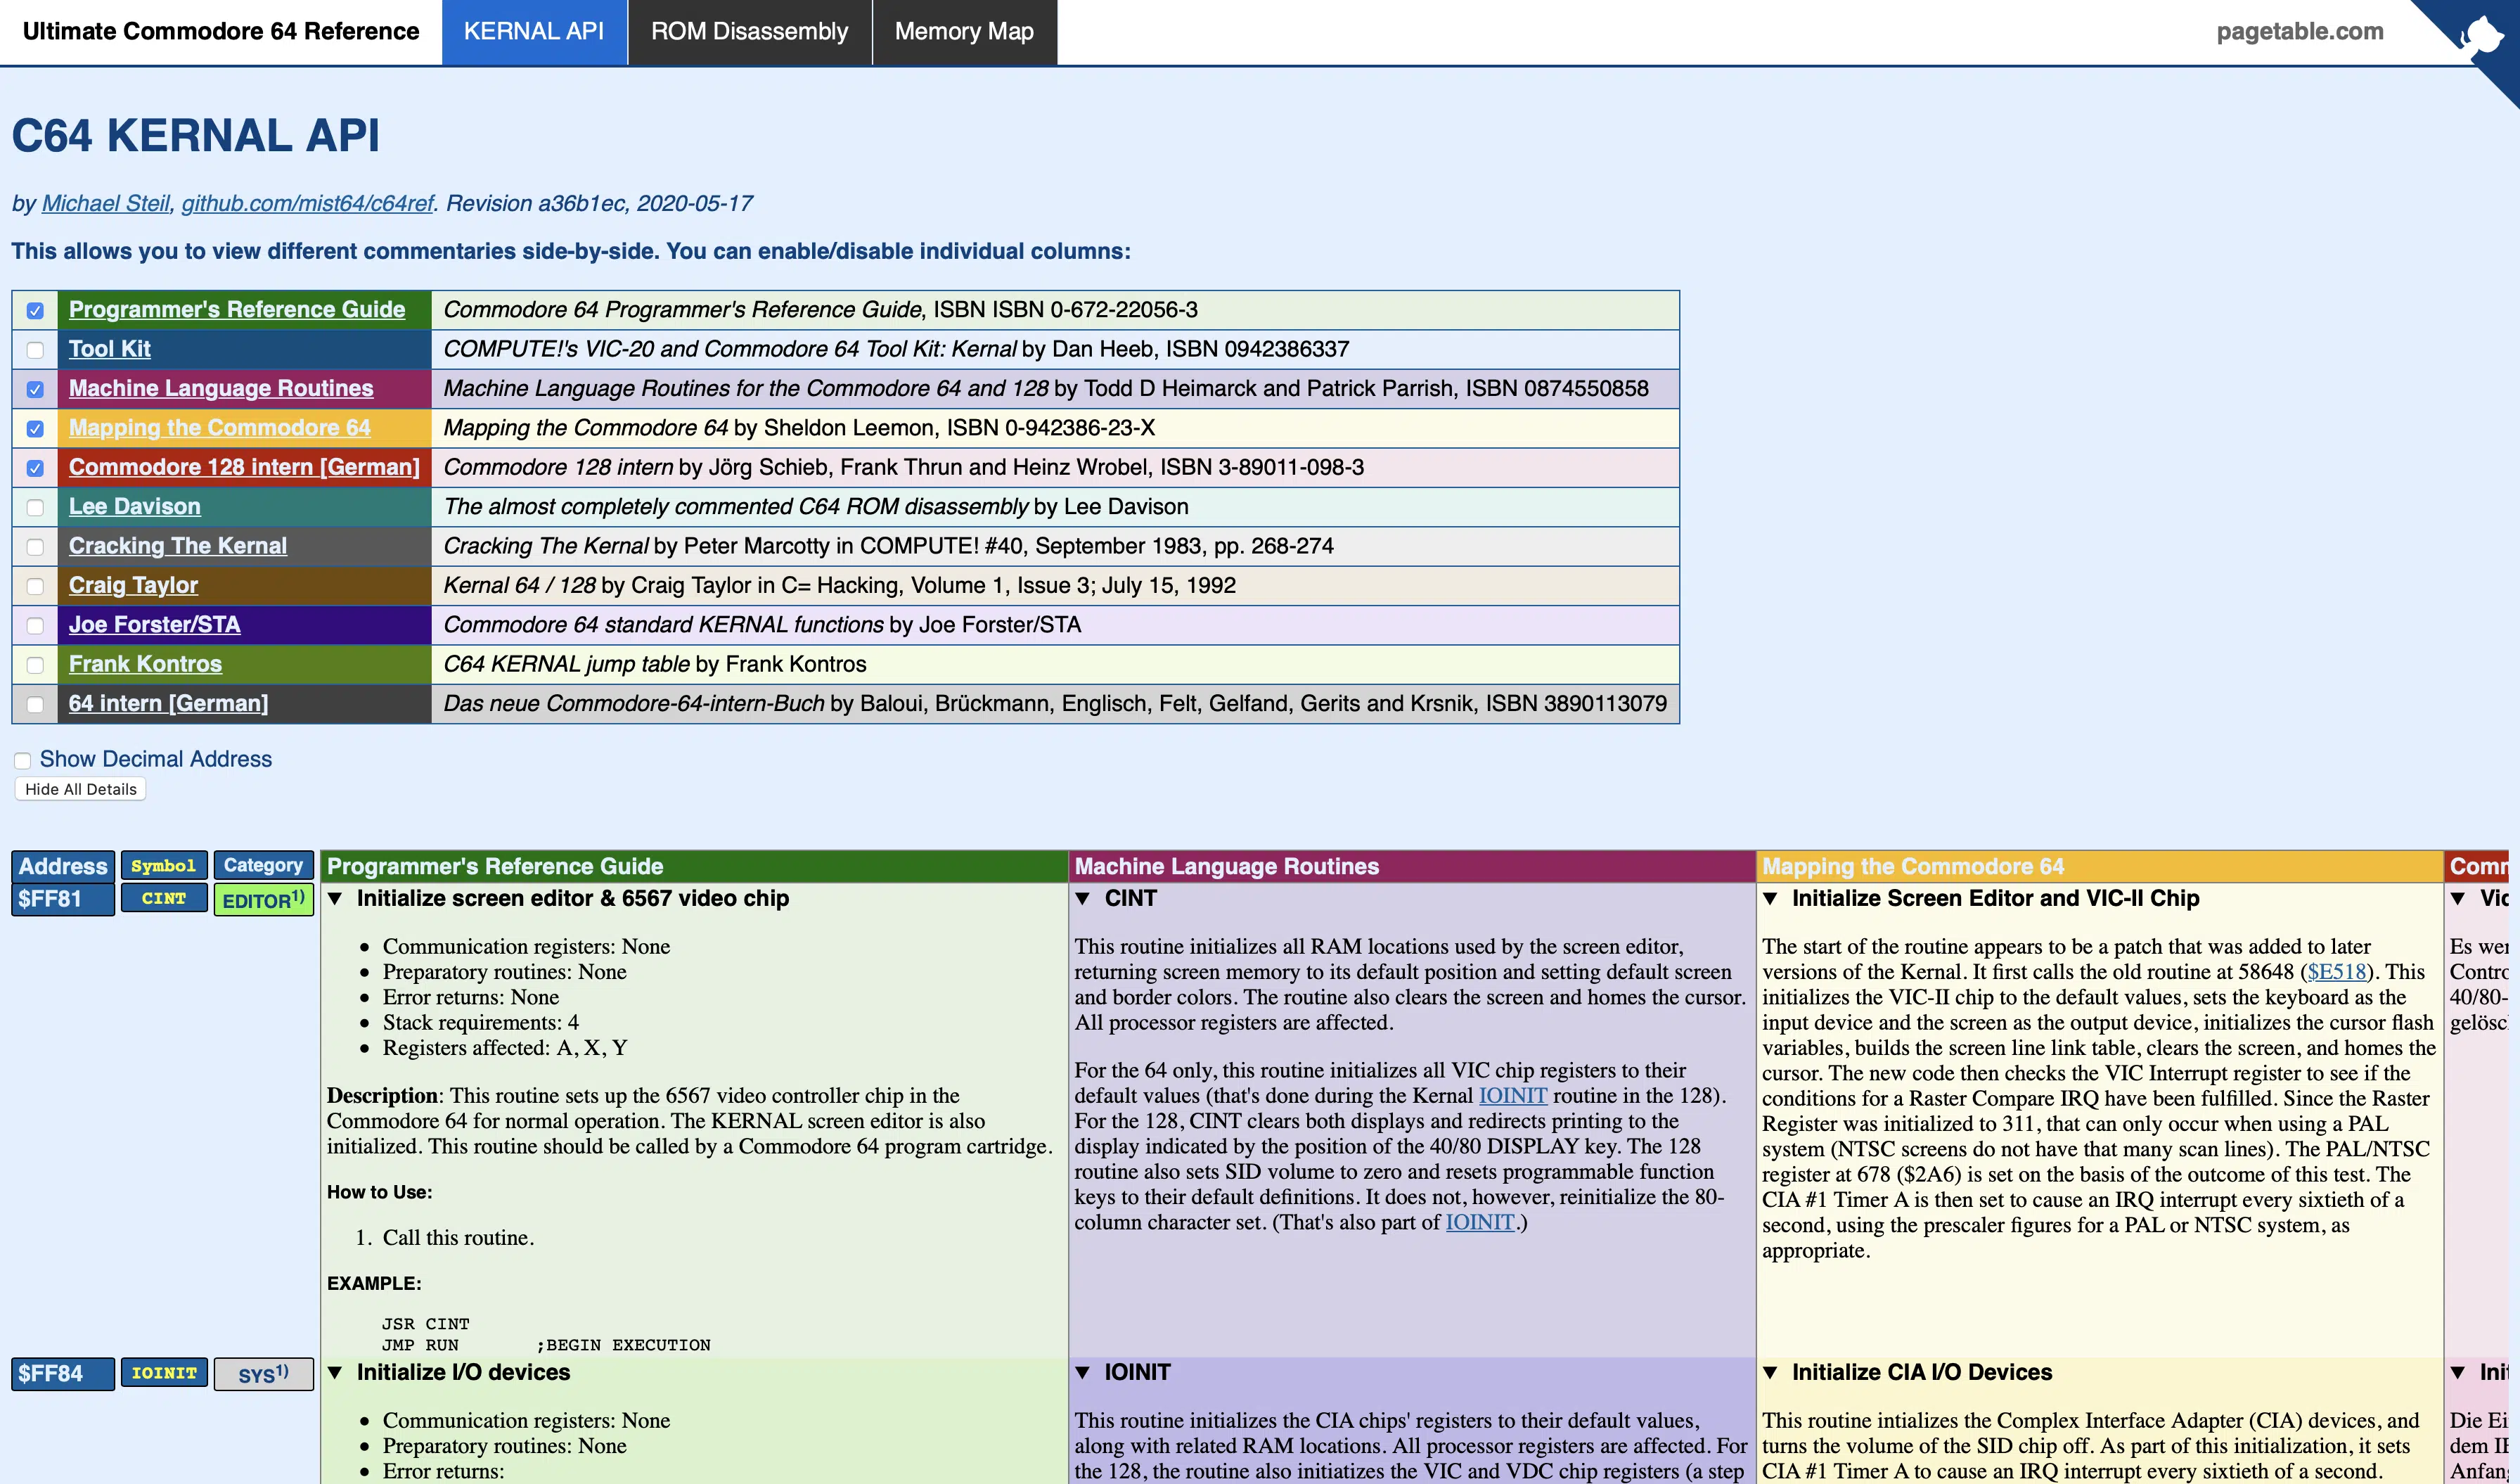 Ultimate Commodore 64 Reference KERNAL API ROM Disassembly Memory Map pagetable.com
C64 KERNAL API
by Michael Steil, github.com/mist64/c64ref. Revision a36b1ec, 2020-05-17
This allows you to view different commentaries side-by-side. You can enable/disable individual columns:
Programmer's Reference Guide Commodore 64 Programmer's Reference Guide, ISBN ISBN 0-672-22056-3
Tool Kit COMPUTE!'s VIC-20 and Commodore 64 Tool Kit: Kernal by Dan Heeb, ISBN 0942386337
Machine Language Routines Machine Language Routines for the Commodore 64 and 128 by Todd D Heimarck and Patrick Parrish, ISBN 0874550858
Mapping the Commodore 64 Mapping the Commodore 64 by Sheldon Leemon, ISBN 0-942386-23-X
Commodore 128 intern [German] Commodore 128 intern by Jörg Schieb, Frank Thrun and Heinz Wrobel, ISBN 3-89011-098-3
Lee Davison The almost completely commented C64 ROM disassembly by Lee Davison
Cracking The Kernal Cracking The Kernal by Peter Marcotty in COMPUTE! #40, September 1983, pp. 268-274
Craig Taylor Kernal 64 / 128 by Craig Taylor in C= Hacking, Volume 1, Issue 3; July 15, 1992
Joe Forster/STA Commodore 64 standard KERNAL functions by Joe Forster/STA
Frank Kontros C64 KERNAL jump table by Frank Kontros
64 intern [German] Das neue Commodore-64-intern-Buch by Baloui, Brückmann, Englisch, Felt, Gelfand, Gerits and Krsnik, ISBN 3890113079
Show Decimal Address
Hide All Details
Address Symbol Category Programmer's Reference Guide Machine Language Routines Mapping the Commodore 64
$FF81 CINT EDITOR1)
▼ Initialize screen editor & 6567 video chip
• Communication registers: None
• Preparatory routines: None
• Error returns: None
• Stack requirements: 4
• Registers affected: A, X, Y
Description: This routine sets up the 6567 video controller chip in the
Commodore 64 for normal operation. The KERNAL screen editor is also
initialized. This routine should be called by a Commodore 64 program cartridge.
How to Use:
1. Call this routine.
EXAMPLE:
JSR CINT
JMP RUN ;BEGIN EXECUTION
▼ CINT
This routine initializes all RAM locations used by the screen editor,
returning screen memory to its default position and setting default screen
and border colors. The routine also clears the screen and homes the cursor.
All processor registers are affected.
For the 64 only, this routine initializes all VIC chip registers to their
default values (that's done during the Kernal IOINIT routine in the 128).
For the 128, CINT clears both displays and redirects printing to the
display indicated by the position of the 40/80 DISPLAY key. The 128
routine also sets SID volume to zero and resets programmable function
keys to their default definitions. It does not, however, reinitialize the 80-
column character set. (That's also part of IOINIT.)
▼ Initialize Screen Editor and VIC-II Chip
The start of the routine appears to be a patch that was added to later
versions of the Kernal. It first calls the old routine at 58648 ($E518). This
initializes the VIC-II chip to the default values, sets the keyboard as the
input device and the screen as the output device, initializes the cursor flash
variables, builds the screen line link table, clears the screen, and homes the
cursor. The new code then checks the VIC Interrupt register to see if the
conditions for a Raster Compare IRQ have been fulfilled. Since the Raster
Register was initialized to 311, that can only occur when using a PAL
system (NTSC screens do not have that many scan lines). The PAL/NTSC
register at 678 ($2A6) is set on the basis of the outcome of this test. The
CIA #1 Timer A is then set to cause an IRQ interrupt every sixtieth of a
second, using the prescaler figures for a PAL or NTSC system, as
appropriate.
Es
40/80-
$FF84 IOINIT SYS1)
▼ Initialize I/O devices
• Communication registers: None
• Preparatory routines: None
• Error returns:
▼ IOINIT
This routine initializes the CIA chips' registers to their default values,
along with related RAM locations. All processor registers are affected. For
the 128, the routine also initiatizes the VIC and VDC chip registers (a step
▼ Initialize CIA I/O Devices
This routine intializes the Complex Interface Adapter (CIA) devices, and
turns the volume of the SID chip off. As part of this initialization, it sets
CIA #1 Timer A to cause an IRQ interrupt every sixtieth of a second.
Die
dem